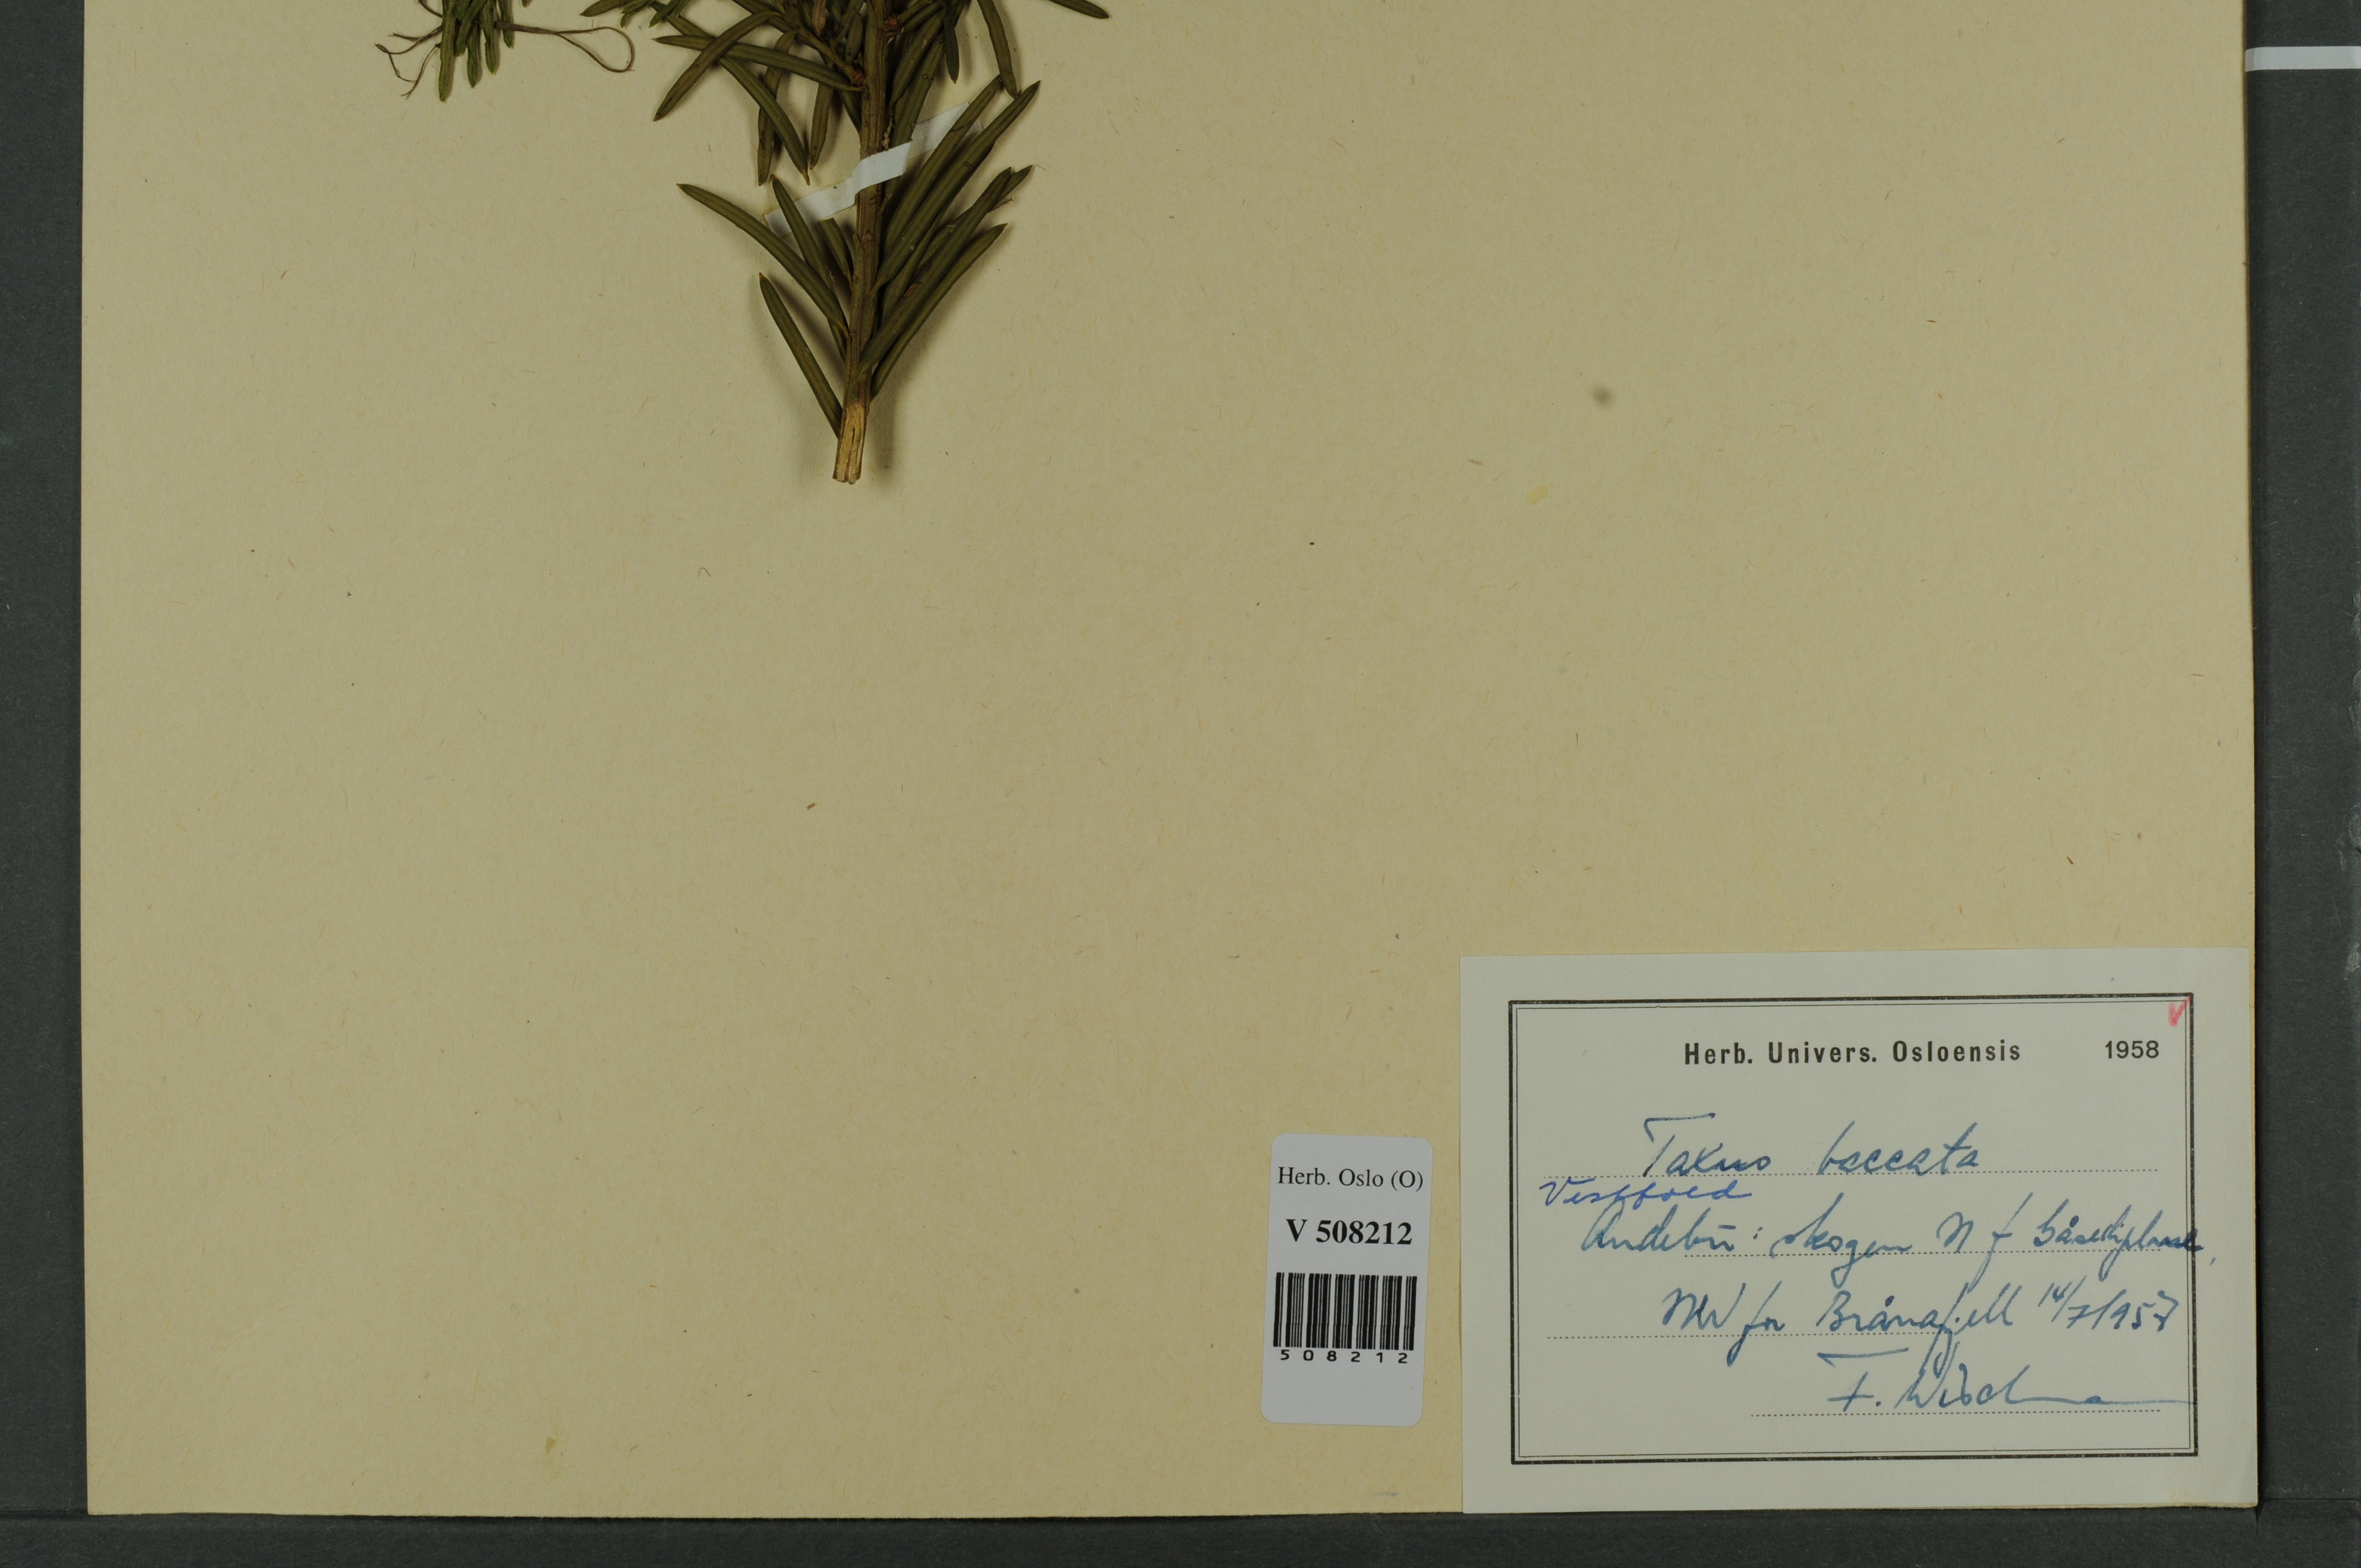 Herb. Univers. Osloensis 1958
V
Taxus baccata
Vestfold
Andebu: skogen N f
NW for Brånafjell 14/7 1957
F. Wischmann
Herb. Oslo (O)
V 508212
508212